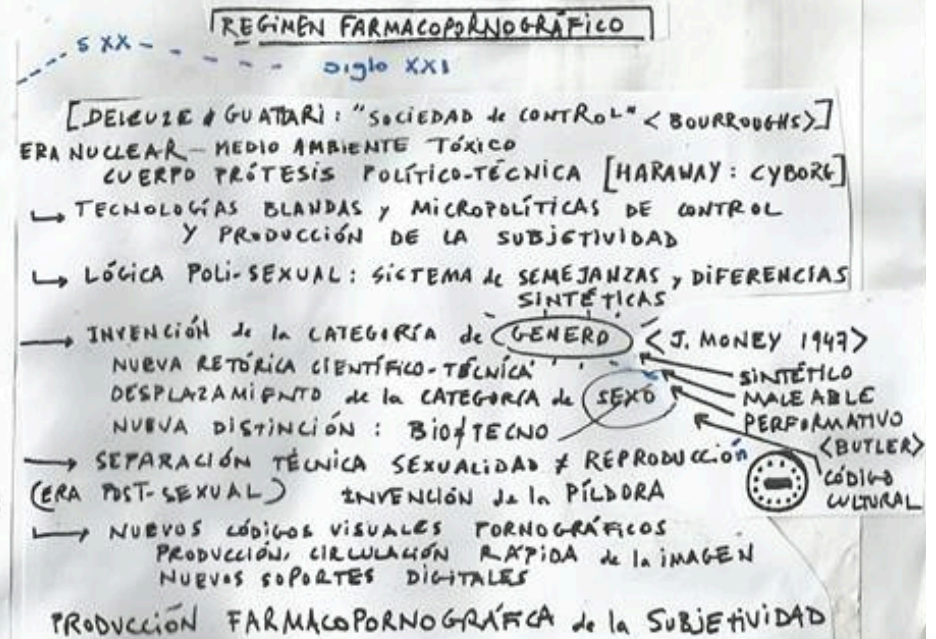 REGIMEN FARMACOPORNOGRÁFICO
S XX
siglo XXI
[DELEUZE & GUATTARI: "SOCIEDAD de CONTROL" < BOURROUGHS>]
ERA NUCLEAR - MEDIO AMBIENTE TÓXICO
CUERPO PRÓTESIS POLÍTICO-TÉCNICA [HARAWAY: CYBORG]
→ TECNOLOGÍAS BLANDAS y MICROPOLÍTICAS DE CONTROL
Y PRODUCCIÓN DE LA SUBJETIVIDAD
→ LÓGICA POLI-SEXUAL: SISTEMA de SEMEJANZAS y DIFERENCIAS
SINTÉTICAS
→ INVENCIÓN de la CATEGORÍA de GENERO < J. MONEY 1947>
NUEVA RETÓRICA CIENTÍFICO-TÉCNICA
DESPLAZAMIENTO de la CATEGORÍA de SEXO
NUEVA DISTINCIÓN: BIO≠TECNO
SINTÉTICO
MALEABLE
PERFORMATIVO
<BUTLER>
CÓDIGO
CULTURAL
→ SEPARACIÓN TÉCNICA SEXUALIDAD ≠ REPRODUCCIÓN
(ERA POST-SEXUAL) INVENCIÓN de la PÍLDORA
→ NUEVOS CÓDIGOS VISUALES PORNOGRÁFICOS
PRODUCCIÓN, CIRCULACIÓN RÁPIDA de la IMAGEN
NUEVOS SOPORTES DIGITALES
PRODUCCIÓN FARMACOPORNOGRÁFICA de la SUBJETIVIDAD